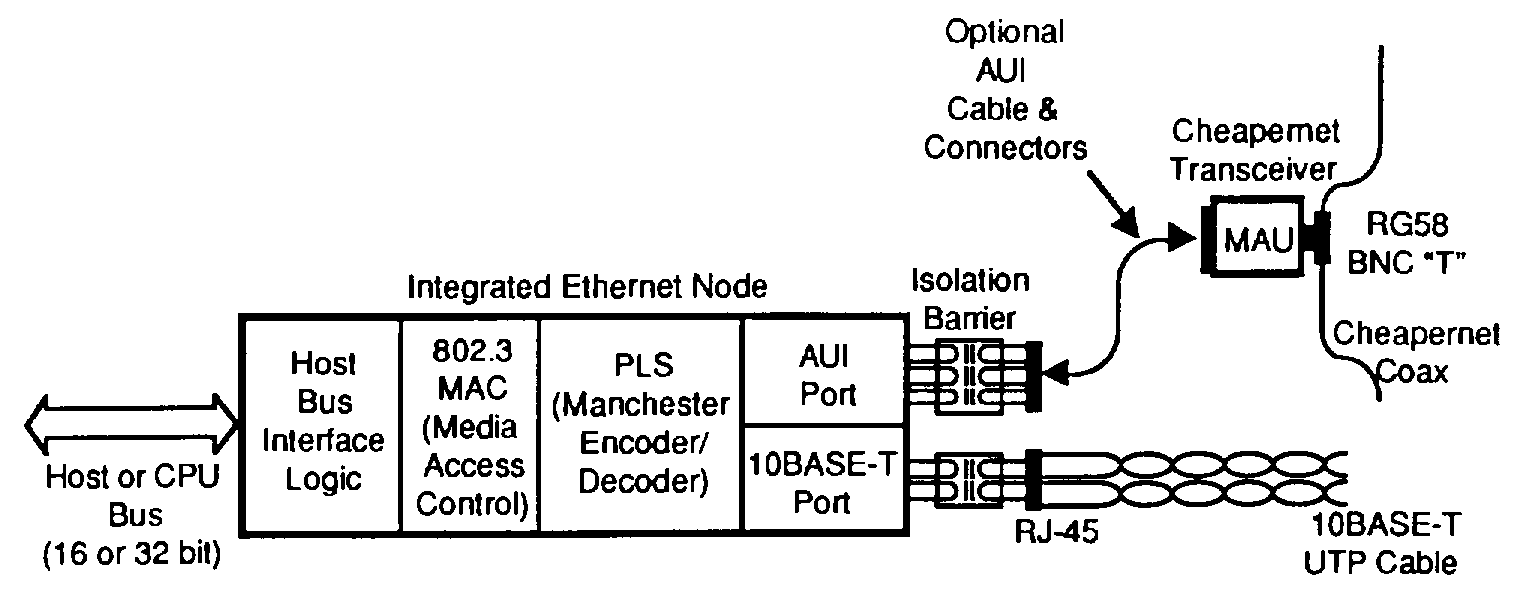 Optional
AUI
Cable &
Connectors
Cheapernet
Transceiver
MAU
RG58
BNC "T"
Cheapernet
Coax
Integrated Ethernet Node
Isolation
Barrier
Host
Bus
Interface
Logic
802.3
MAC
(Media
Access
Control)
PLS
(Manchester
Encoder/
Decoder)
AUI
Port
10BASE-T
Port
Host or CPU
Bus
(16 or 32 bit)
RJ-45
10BASE-T
UTP Cable